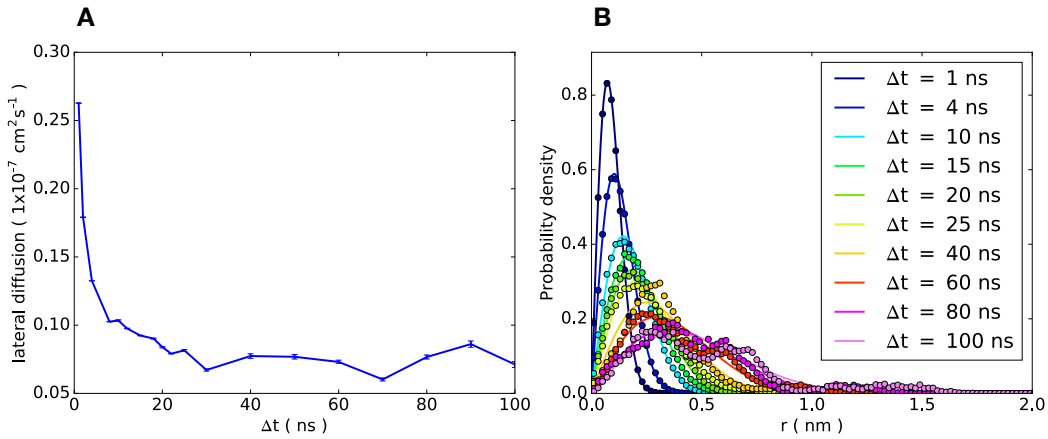 A
B
0.30
0.25
0.20
0.15
0.10
0.05
lateral diffusion ( 1x10⁻⁷ cm²s⁻¹ )
0 20 40 60 80 100
Δt ( ns )
0.8
0.6
0.4
0.2
0.0
Probability density
0.0 0.5 1.0 1.5 2.0
r ( nm )
Δt = 1 ns
Δt = 4 ns
Δt = 10 ns
Δt = 15 ns
Δt = 20 ns
Δt = 25 ns
Δt = 40 ns
Δt = 60 ns
Δt = 80 ns
Δt = 100 ns